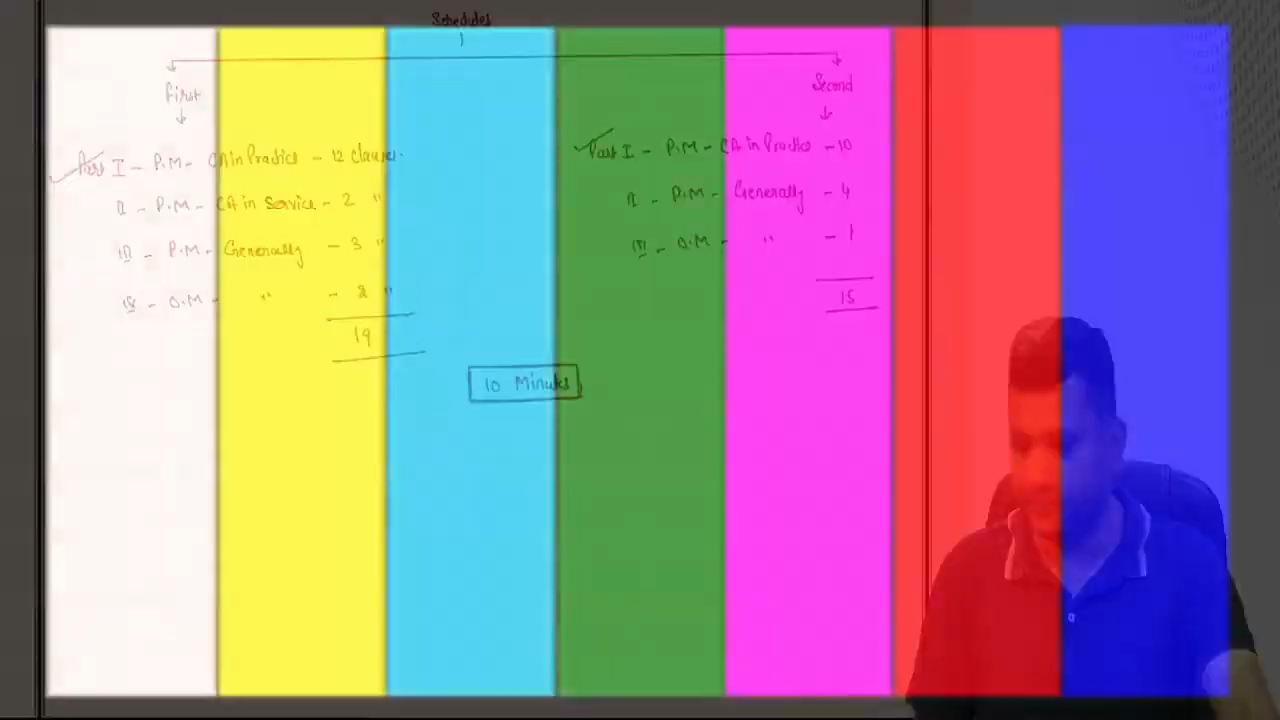 Schedules
First
Second
Part I - P.M - CA in Practice - 12 Clauses.
II - P.M - CA in Service - 2 "
III - P.M - Generally - 3 "
IV - O.M - " - 2 "
19
Part I - P.M - CA in Practice - 10
II - P.M - Generally - 4
III - O.M - " - 1
15
10 Minutes